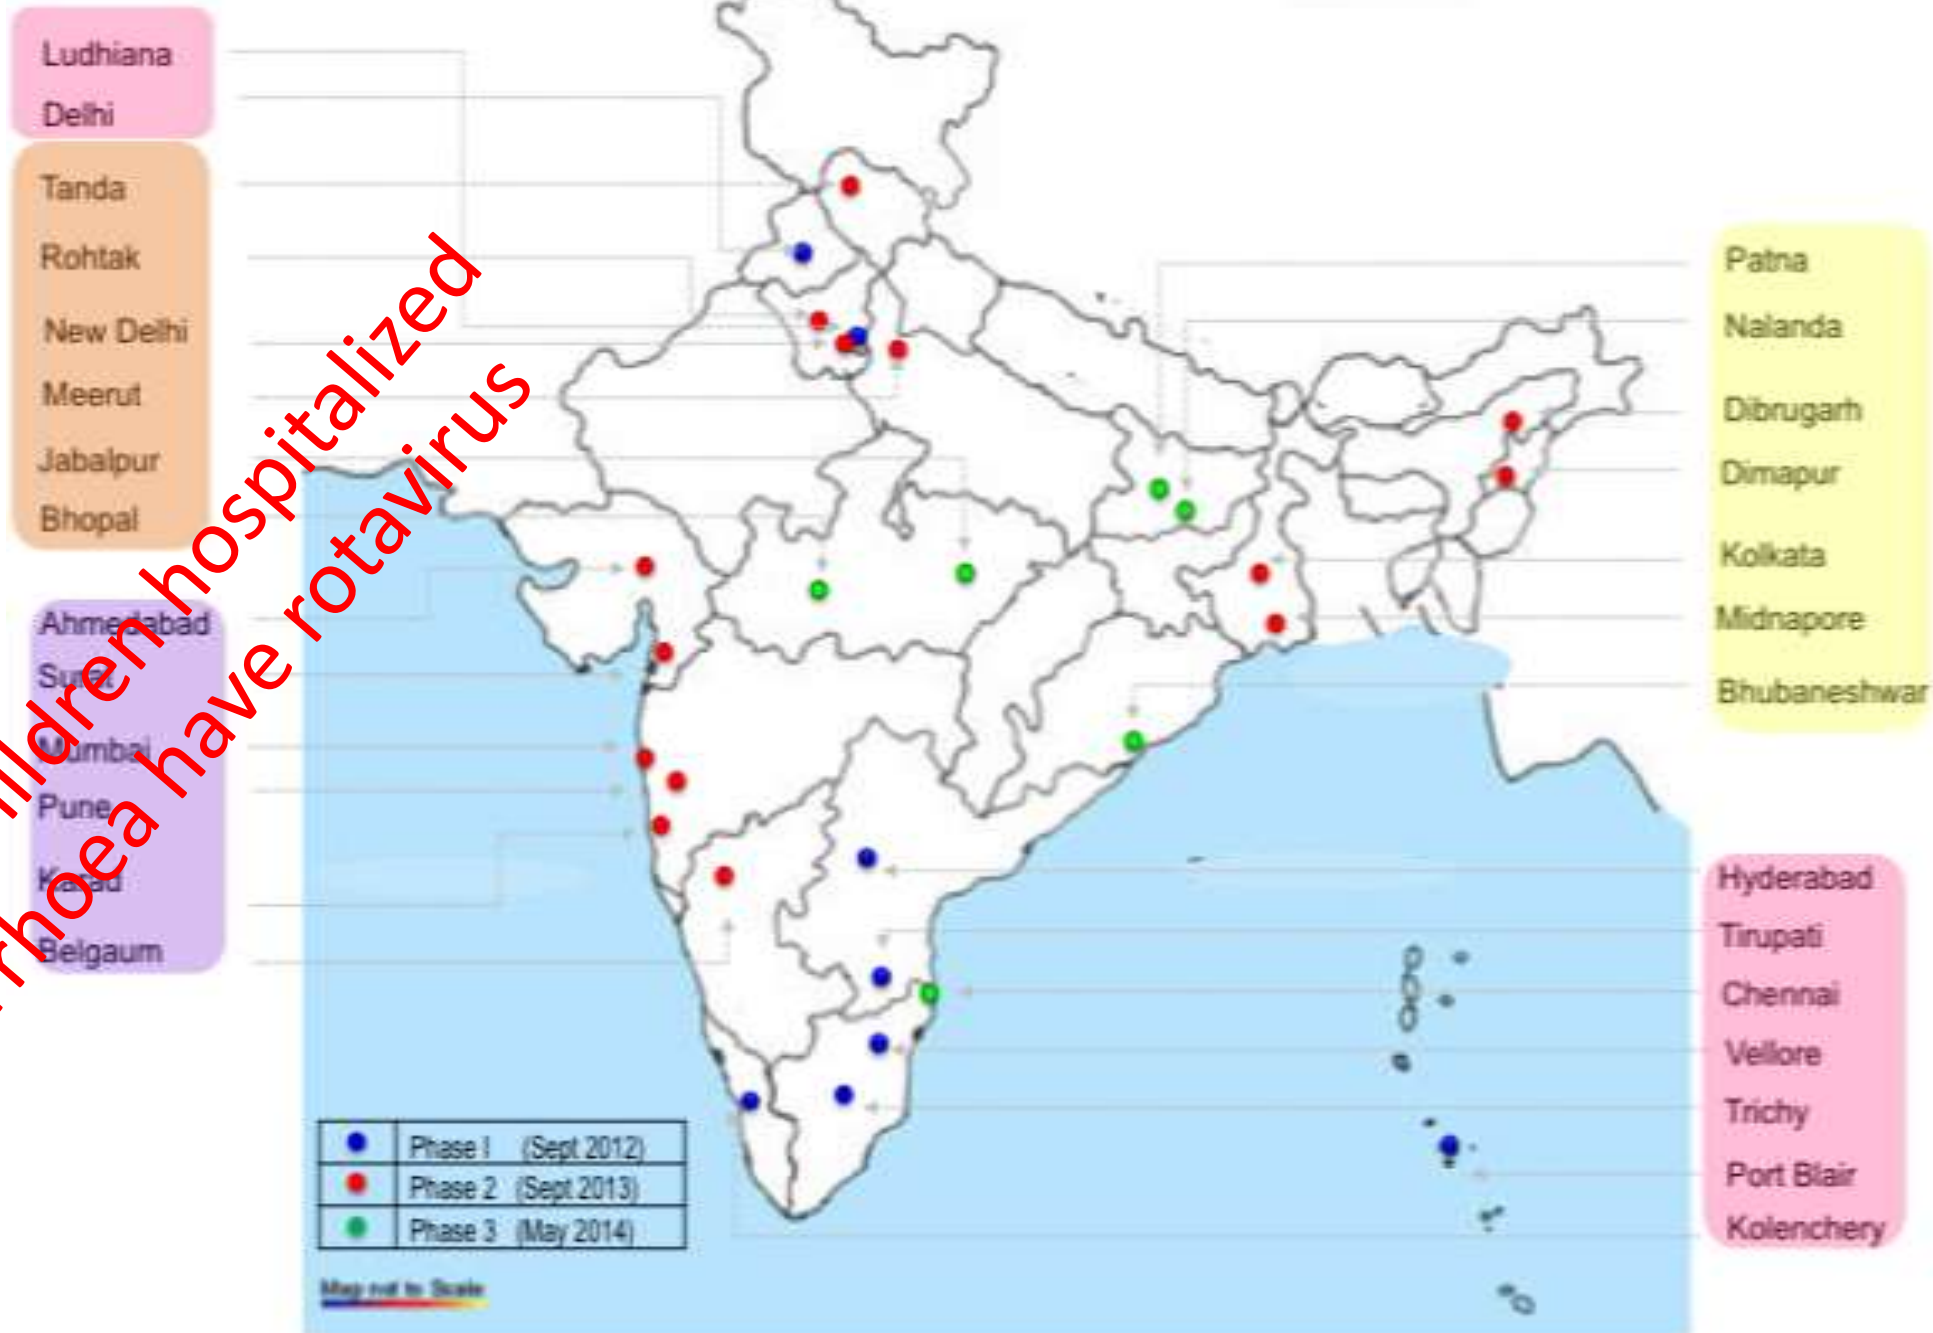 Ludhiana
Delhi
Tanda
Rohtak
New Delhi
Meerut
Jabalpur
Bhopal
Ahmedabad
Surat
Mumbai
Pune
Karad
Belgaum
hospitalized
have rotavirus
Patna
Nalanda
Dibrugarh
Dimapur
Kolkata
Midnapore
Bhubaneshwar
Hyderabad
Tirupati
Chennai
Vellore
Trichy
Port Blair
Kolenchery
Phase I (Sept 2012)
Phase 2 (Sept 2013)
Phase 3 (May 2014)
Map not to Scale